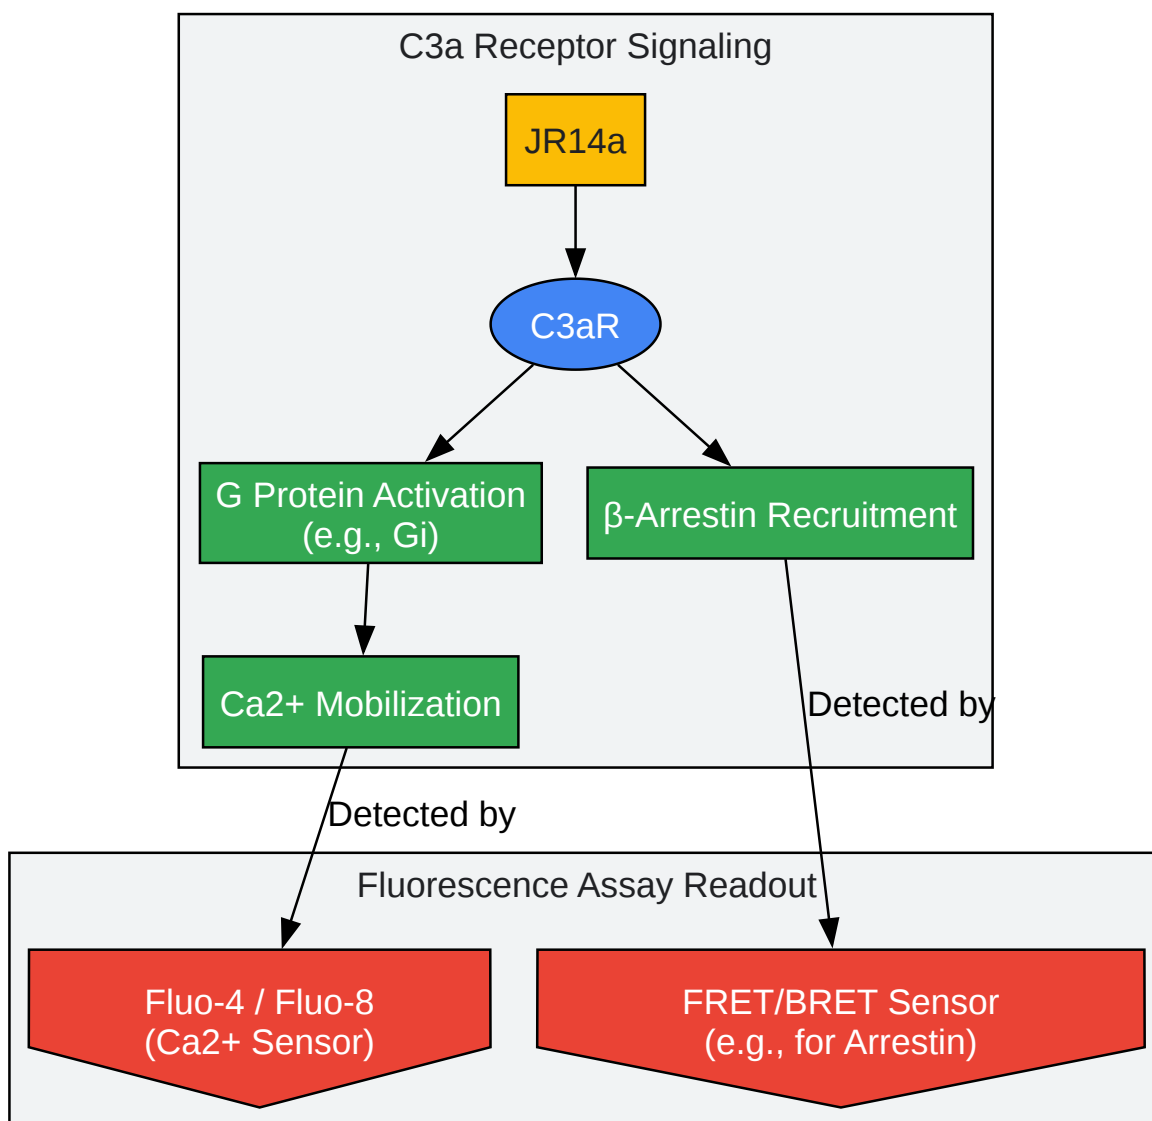 C3a Receptor Signaling
JR14a
C3aR
G Protein Activation
(e.g., Gi)
β-Arrestin Recruitment
Ca2+ Mobilization
Detected by
Detected by
Fluorescence Assay Readout
Fluo-4 / Fluo-8
(Ca2+ Sensor)
FRET/BRET Sensor
(e.g., for Arrestin)